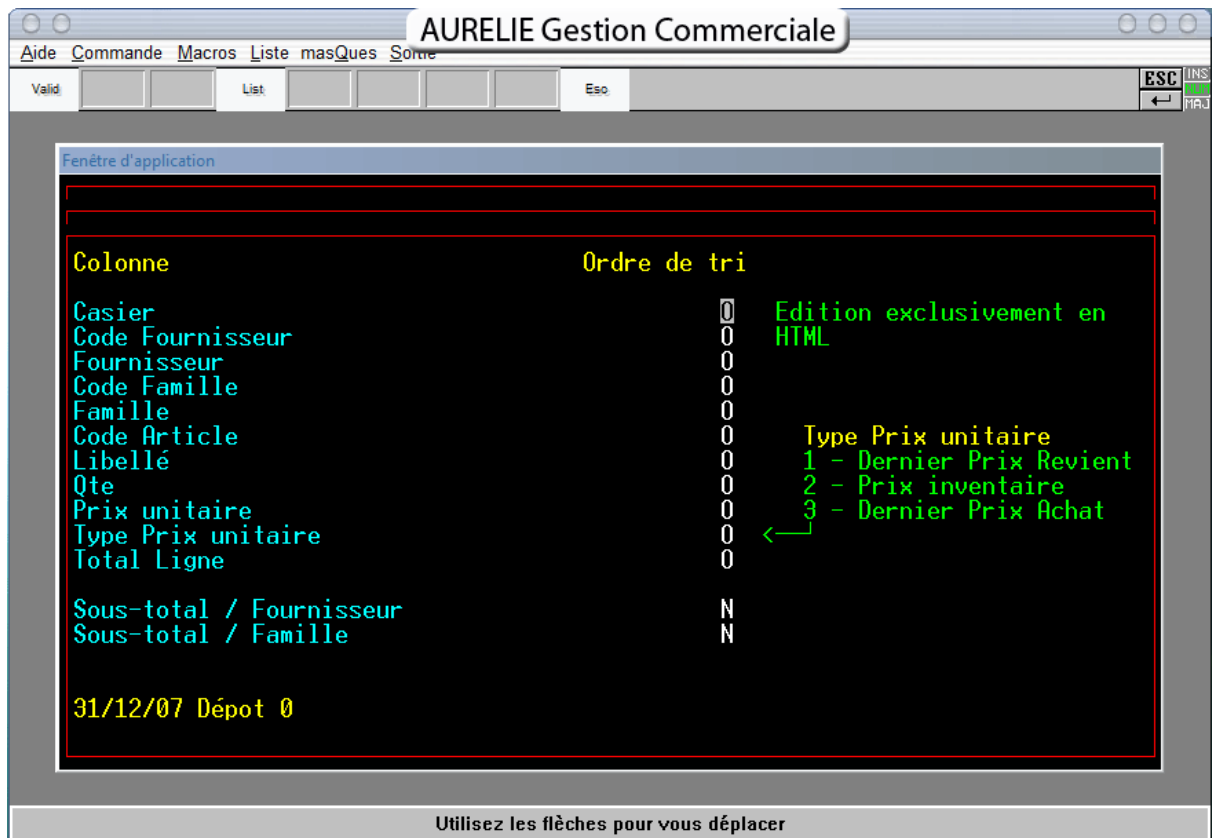 AURELIE Gestion Commerciale
Aide Commande Macros Liste masQues Sortie
Valid List Esc ESC INS
NUM
MAJ
Fenêtre d'application
Colonne Ordre de tri
Casier 0 Edition exclusivement en
Code Fournisseur 0 HTML
Fournisseur 0
Code Famille 0
Famille 0
Code Article 0 Type Prix unitaire
Libellé 0 1 - Dernier Prix Revient
Qte 0 2 - Prix inventaire
Prix unitaire 0 3 - Dernier Prix Achat
Type Prix unitaire 0
Total Ligne 0
Sous-total / Fournisseur N
Sous-total / Famille N
31/12/07 Dépot 0
Utilisez les flèches pour vous déplacer